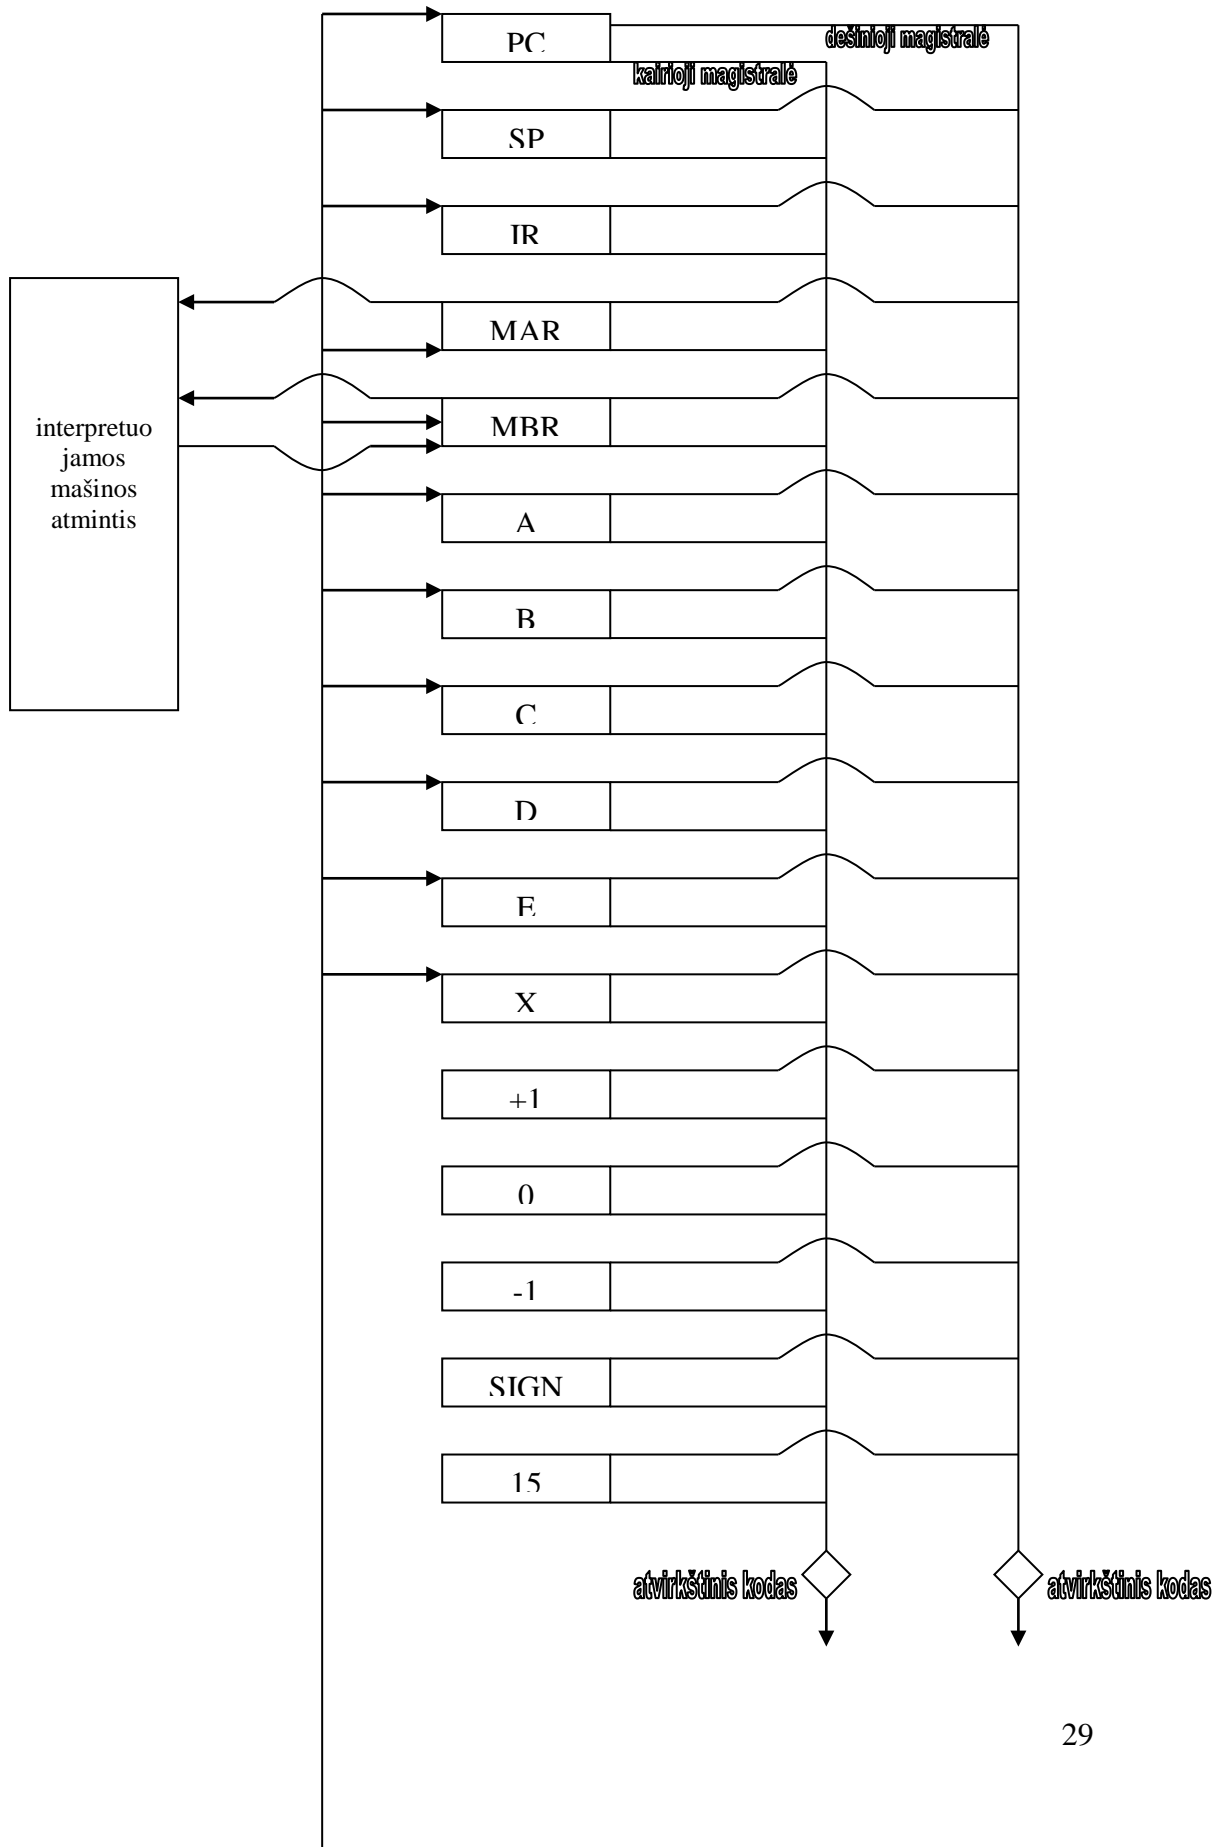 PC
dešinioji magistralė
kairioji magistralė
SP
IR
MAR
interpretuo
jamos
mašinos
atmintis
MBR
A
B
C
D
E
X
+1
0
-1
SIGN
15
atvirkštinis kodas
atvirkštinis kodas
29